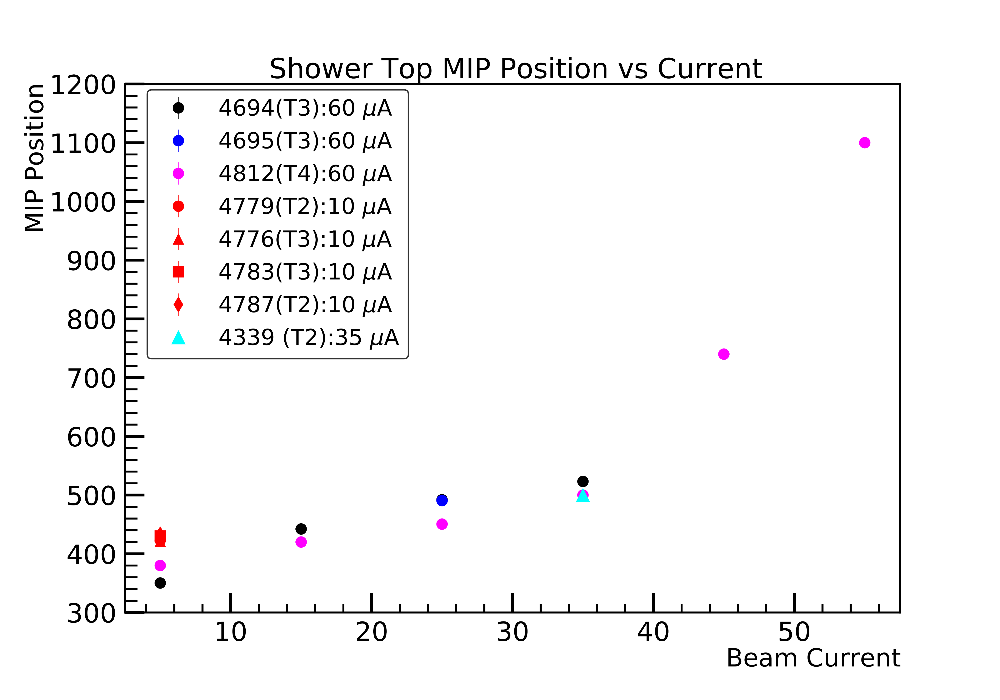 Shower Top MIP Position vs Current
MIP Position
1200
1100
1000
900
800
700
600
500
400
300
4694(T3):60 μA
4695(T3):60 μA
4812(T4):60 μA
4779(T2):10 μA
4776(T3):10 μA
4783(T3):10 μA
4787(T2):10 μA
4339 (T2):35 μA
10 20 30 40 50
Beam Current